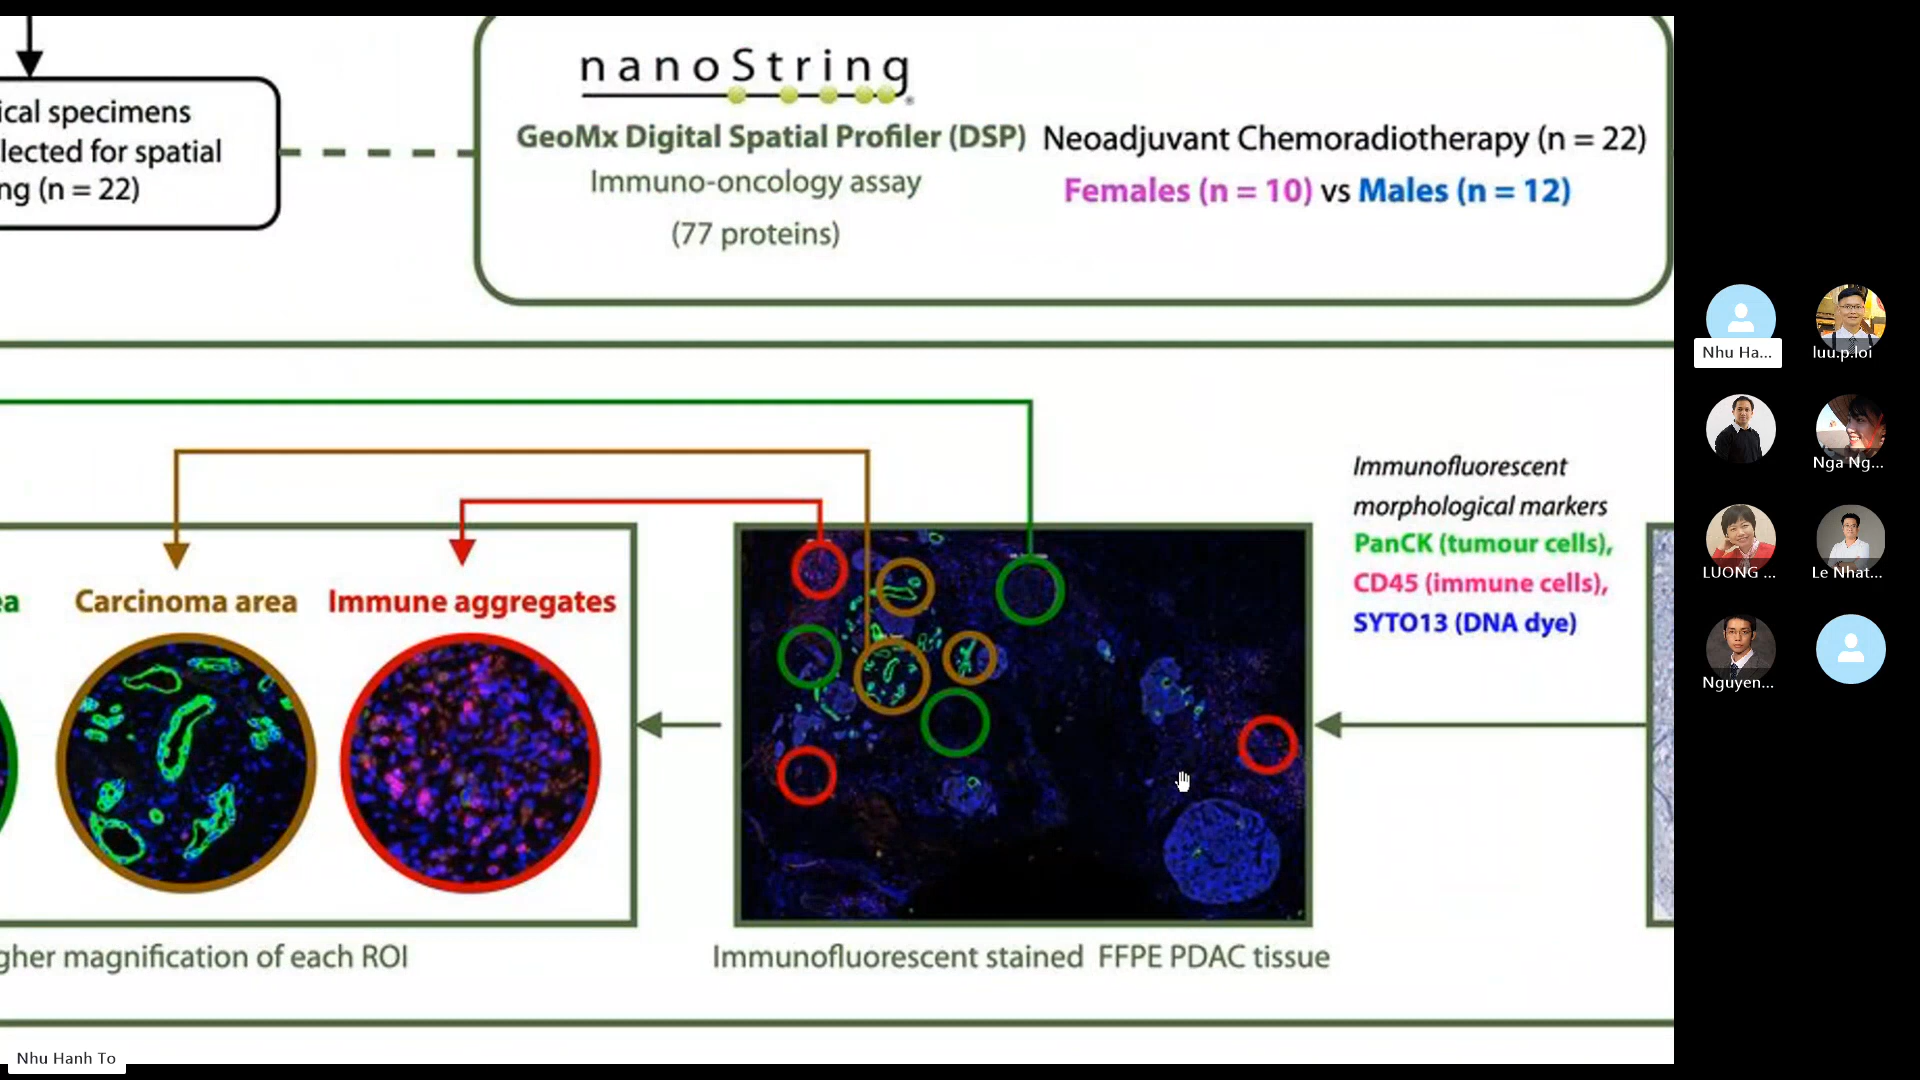 ical specimens
lected for spatial
ng (n = 22)
nanoString®
GeoMx Digital Spatial Profiler (DSP)
Immuno-oncology assay
(77 proteins)
Neoadjuvant Chemoradiotherapy (n = 22)
Females (n = 10) vs Males (n = 12)
Immunofluorescent
morphological markers
PanCK (tumour cells),
CD45 (immune cells),
SYTO13 (DNA dye)
ea
Carcinoma area
Immune aggregates
gher magnification of each ROI
Immunofluorescent stained FFPE PDAC tissue
Nhu Ha...
luu.p.loi
Nga Ng...
LUONG ...
Le Nhat...
Nguyen...
Nhu Hanh To